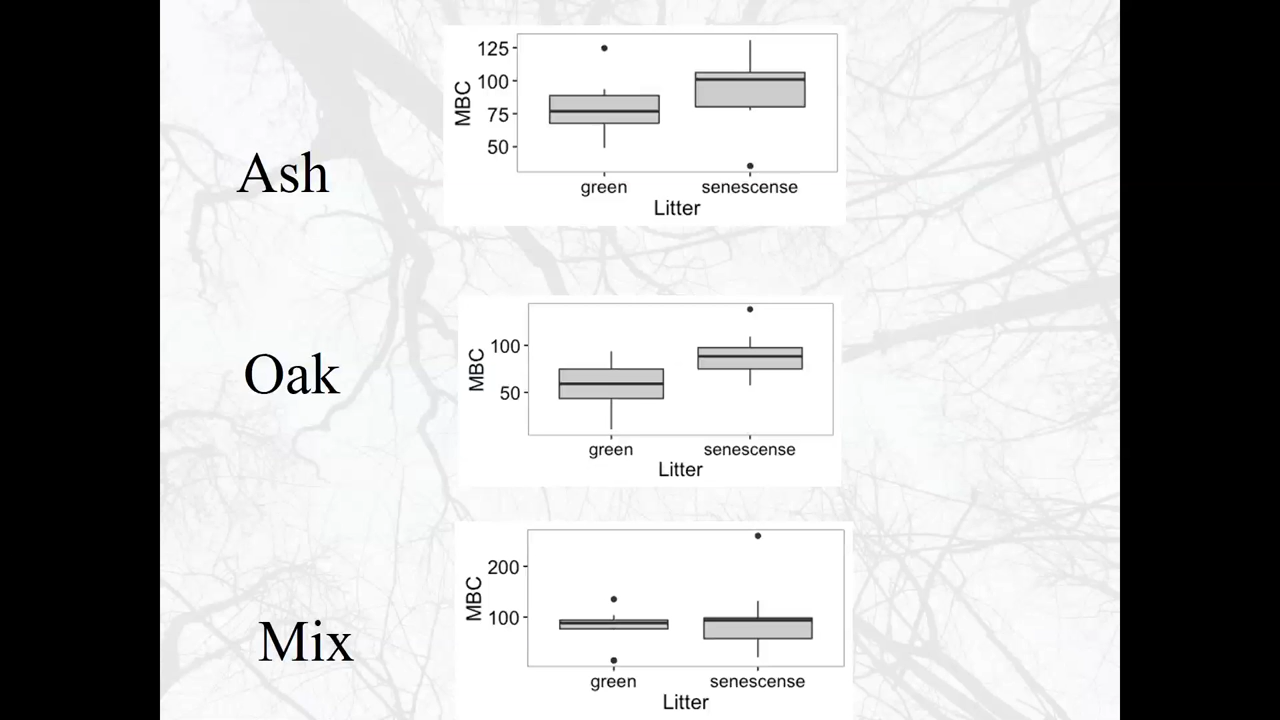 Ash
125
100
75
50
MBC
green senescense
Litter
Oak
100
50
MBC
green senescense
Litter
Mix
200
100
MBC
green senescense
Litter